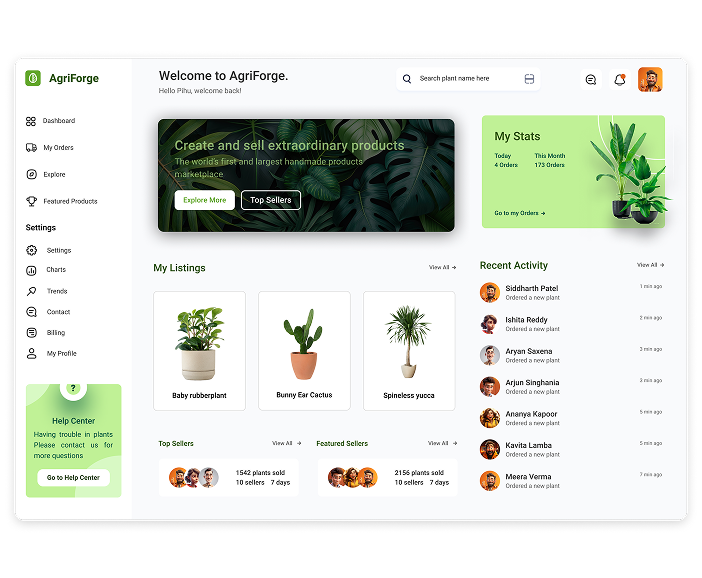 AgriForge
Dashboard
My Orders
Explore
Featured Products
Settings
Settings
Charts
Trends
Contact
Billing
My Profile
?
Help Center
Having trouble in plants
Please contact us for
more questions
Go to Help Center
Welcome to AgriForge.
Hello Pihu, welcome back!
Search plant name here
Create and sell extraordinary products
The world's first and largest handmade products
marketplace
Explore More
Top Sellers
My Stats
Today
This Month
4 Orders
173 Orders
Go to my Orders →
My Listings
View All →
Baby rubberplant
Bunny Ear Cactus
Spineless yucca
Top Sellers
View All →
1542 plants sold
10 sellers 7 days
Featured Sellers
View All →
2156 plants sold
10 sellers 7 days
Recent Activity
View All →
Siddharth Patel
Ordered a new plant
1 min ago
Ishita Reddy
Ordered a new plant
2 min ago
Aryan Saxena
Ordered a new plant
3 min ago
Arjun Singhania
Ordered a new plant
3 min ago
Ananya Kapoor
Ordered a new plant
5 min ago
Kavita Lamba
Ordered a new plant
5 min ago
Meera Verma
Ordered a new plant
7 min ago